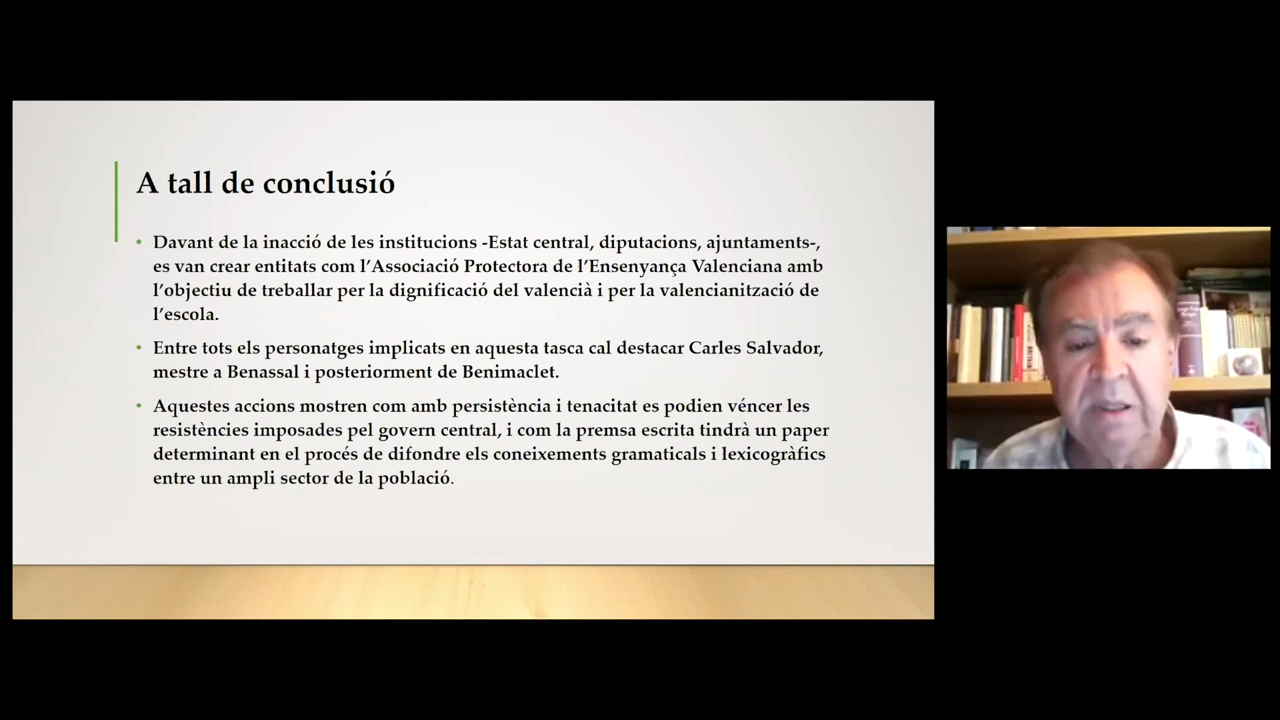 A tall de conclusió
• Davant de la inacció de les institucions -Estat central, diputacions, ajuntaments-,
es van crear entitats com l’Associació Protectora de l’Ensenyança Valenciana amb
l’objectiu de treballar per la dignificació del valencià i per la valencianització de
l’escola.
• Entre tots els personatges implicats en aquesta tasca cal destacar Carles Salvador,
mestre a Benassal i posteriorment de Benimaclet.
• Aquestes accions mostren com amb persistència i tenacitat es podien véncer les
resistències imposades pel govern central, i com la premsa escrita tindrà un paper
determinant en el procés de difondre els coneixements gramaticals i lexicogràfics
entre un ampli sector de la població.